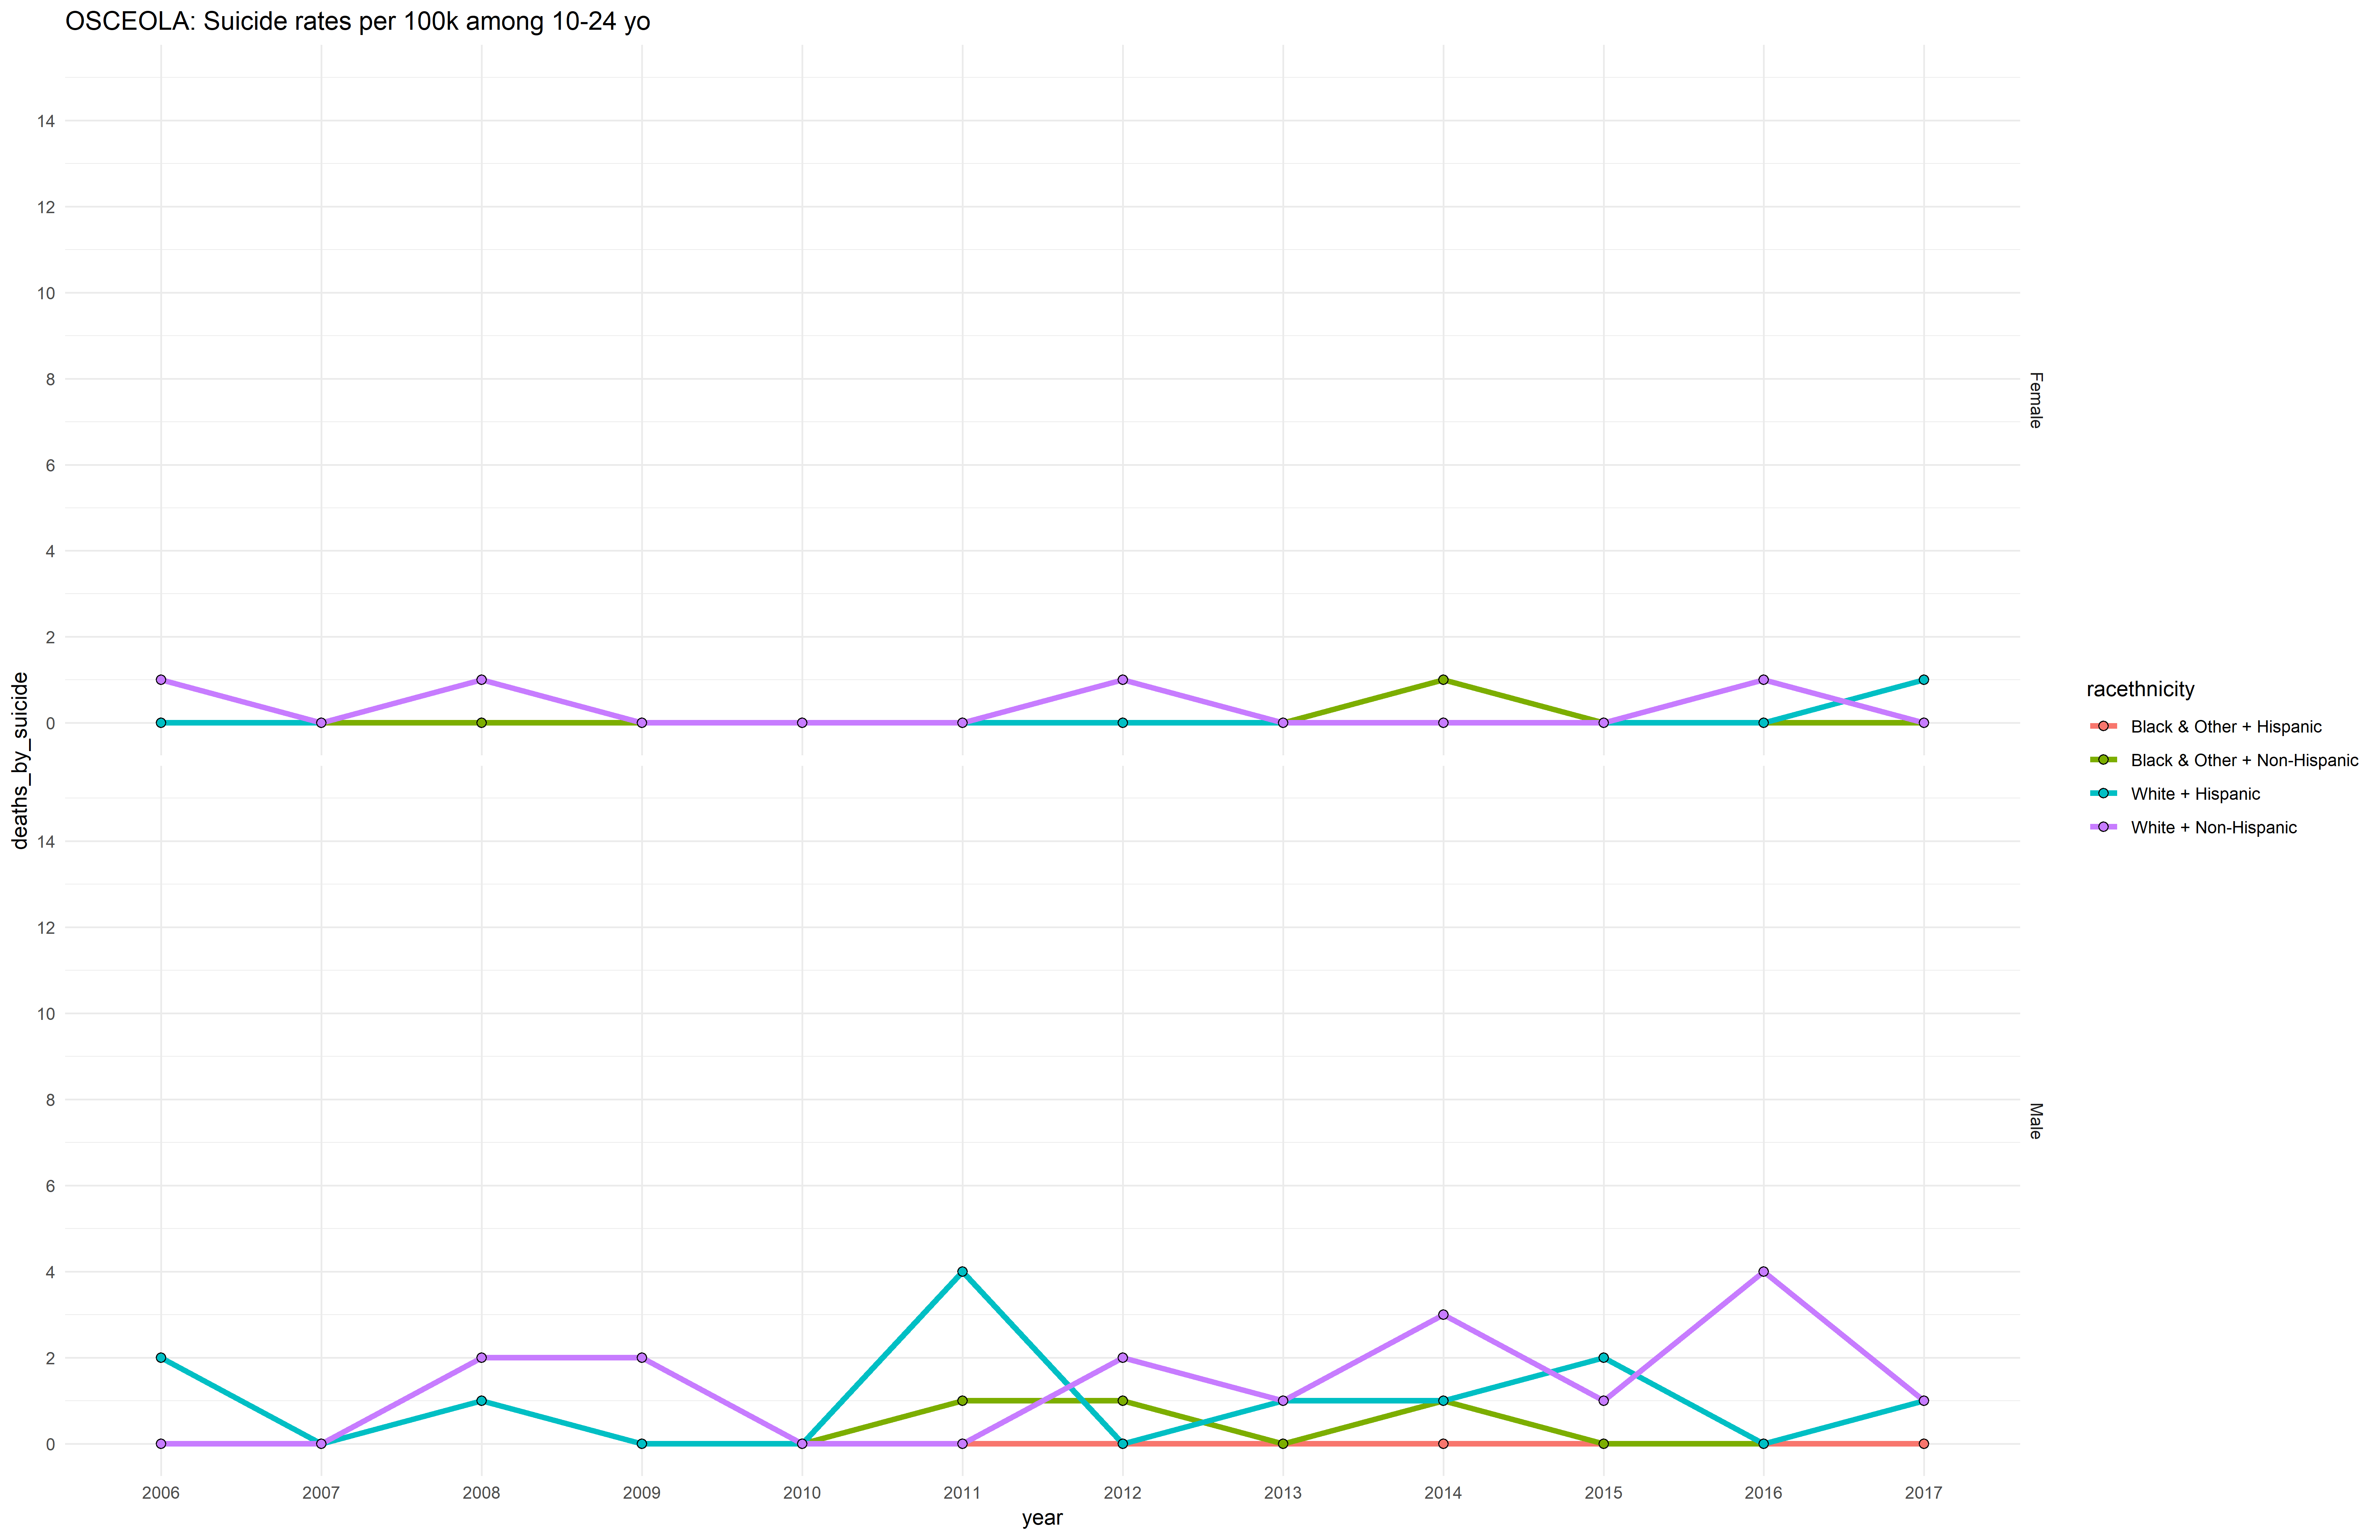 OSCEOLA: Suicide rates per 100k among 10-24 yo
14
12
10
8
6
4
2
0
Female
14
12
10
8
6
4
2
0
Male
deaths_by_suicide
2006 2007 2008 2009 2010 2011 2012 2013 2014 2015 2016 2017
year
racethnicity
Black & Other + Hispanic
Black & Other + Non-Hispanic
White + Hispanic
White + Non-Hispanic